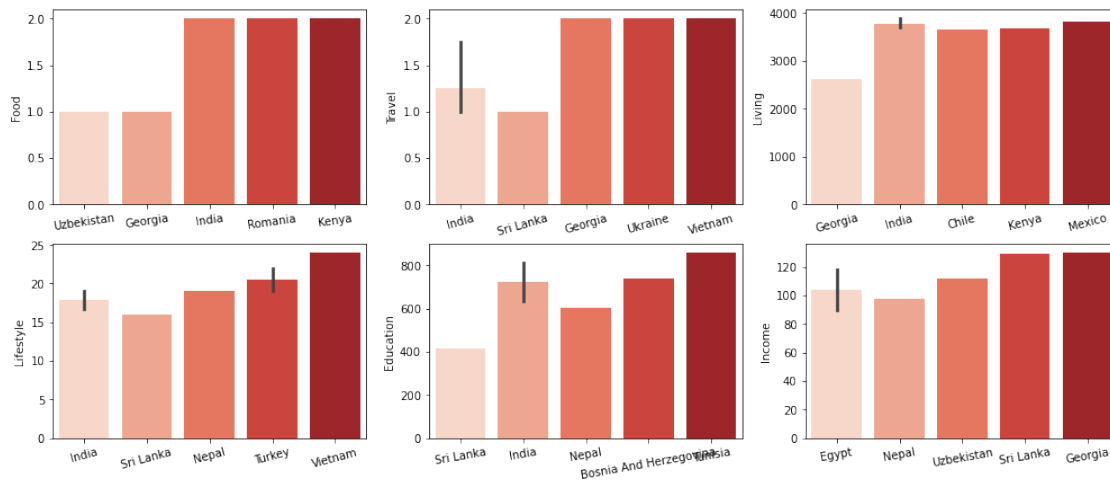 2.0
1.5
1.0
0.5
0.0
Food
Uzbekistan Georgia India Romania Kenya
2.0
1.5
1.0
0.5
0.0
Travel
India Sri Lanka Georgia Ukraine Vietnam
4000
3000
2000
1000
0
Living
Georgia India Chile Kenya Mexico
25
20
15
10
5
0
Lifestyle
India Sri Lanka Nepal Turkey Vietnam
800
600
400
200
0
Education
Sri Lanka India Nepal Bosnia And Herzegovina Tunisia
120
100
80
60
40
20
0
Income
Egypt Nepal Uzbekistan Sri Lanka Georgia